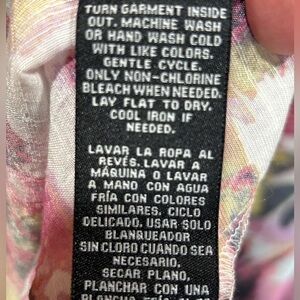 TURN GARMENT INSIDE
OUT. MACHINE WASH
OR HAND WASH COLD
WITH LIKE COLORS.
GENTLE CYCLE.
ONLY NON-CHLORINE
BLEACH WHEN NEEDED.
LAY FLAT TO DRY.
COOL IRON IF
NEEDED.
LAVAR LA ROPA AL
REVÉS. LAVAR A
MÁQUINA O LAVAR
A MANO CON AGUA
FRÍA CON COLORES
SIMILARES. CICLO
DELICADO. USAR SOLO
BLANQUEADOR
SIN CLORO CUANDO SEA
NECESARIO.
SECAR PLANO.
PLANCHAR CON UNA
PLANCHA FRÍA